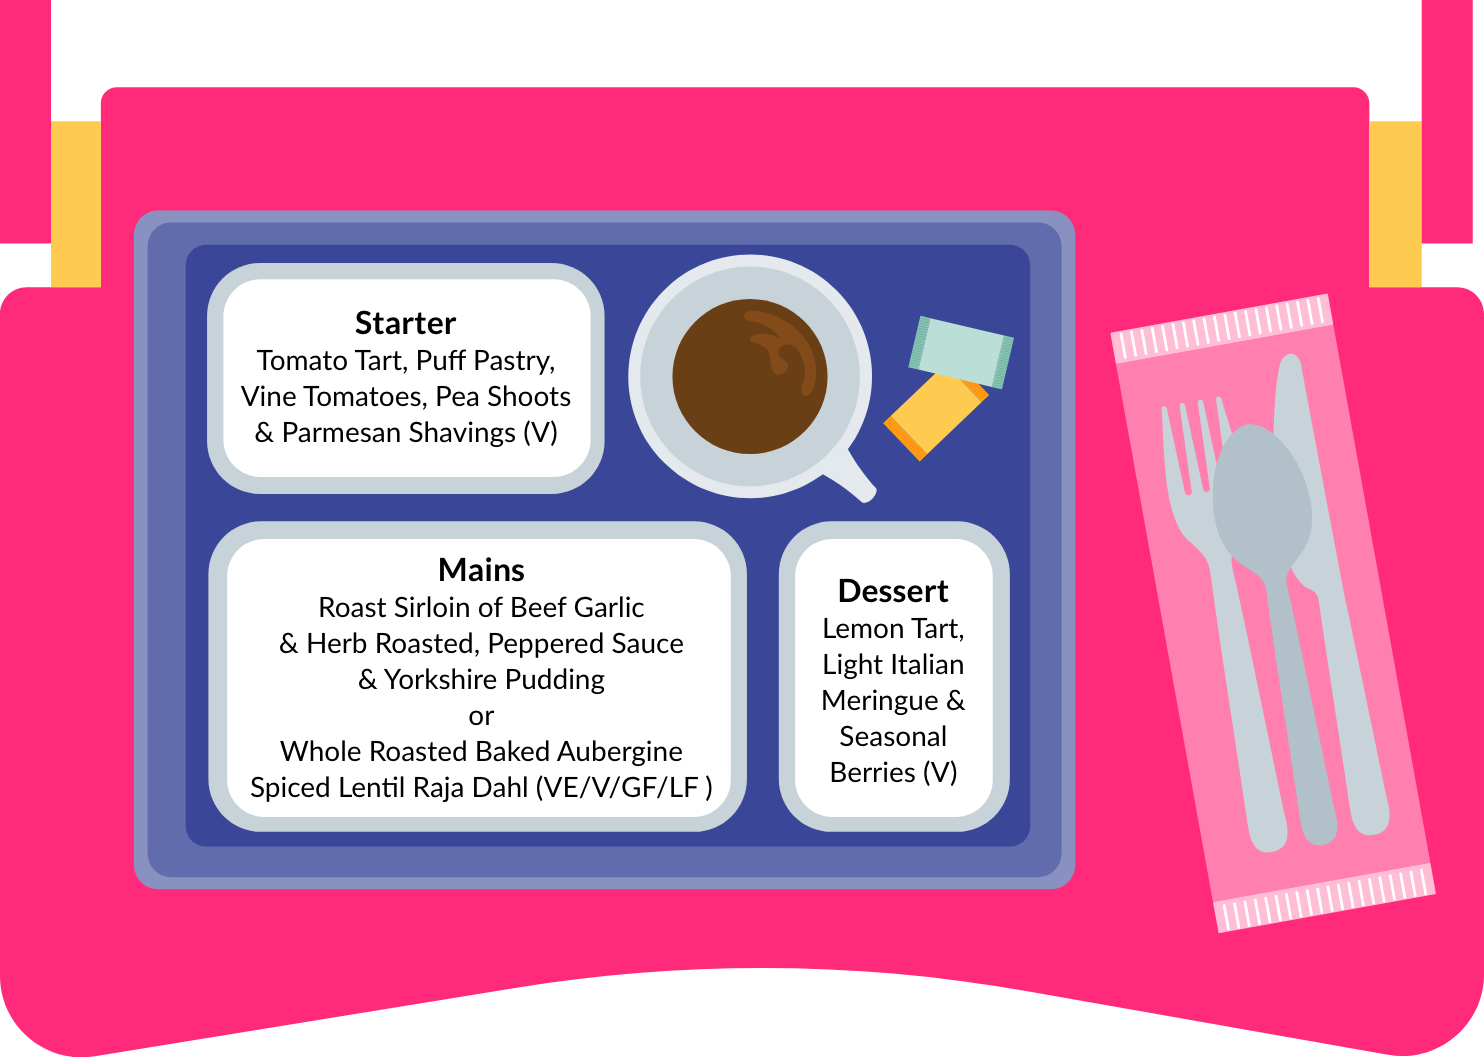 Starter
Tomato Tart, Puff Pastry,
Vine Tomatoes, Pea Shoots
& Parmesan Shavings (V)
Mains
Roast Sirloin of Beef Garlic
& Herb Roasted, Peppered Sauce
& Yorkshire Pudding
or
Whole Roasted Baked Aubergine
Spiced Lentil Raja Dahl (VE/V/GF/LF )
Dessert
Lemon Tart,
Light Italian
Meringue &
Seasonal
Berries (V)